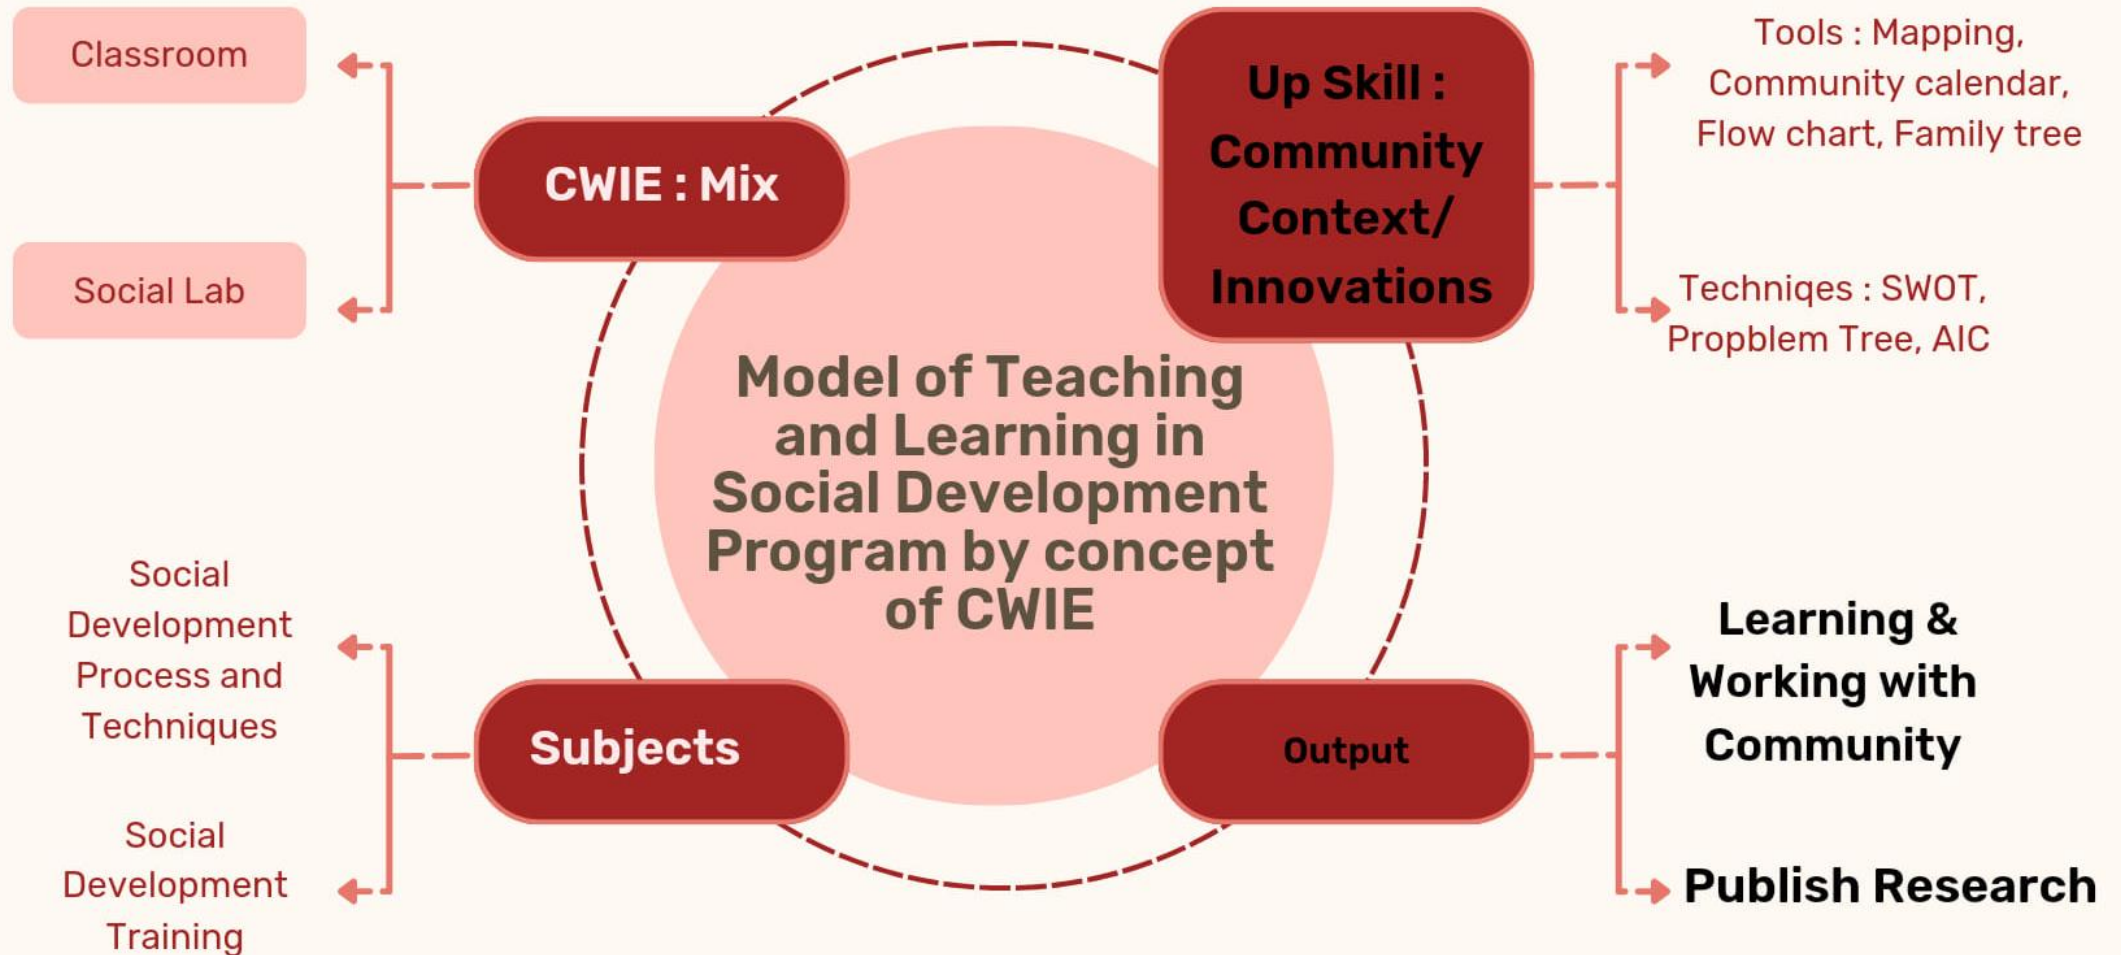 Classroom
Social Lab
CWIE : Mix
Up Skill :
Community
Context/
Innovations
Tools : Mapping,
Community calendar,
Flow chart, Family tree
Techniqes : SWOT,
Propblem Tree, AIC
Model of Teaching
and Learning in
Social Development
Program by concept
of CWIE
Social
Development
Process and
Techniques
Social
Development
Training
Subjects
Output
Learning &
Working with
Community
Publish Research